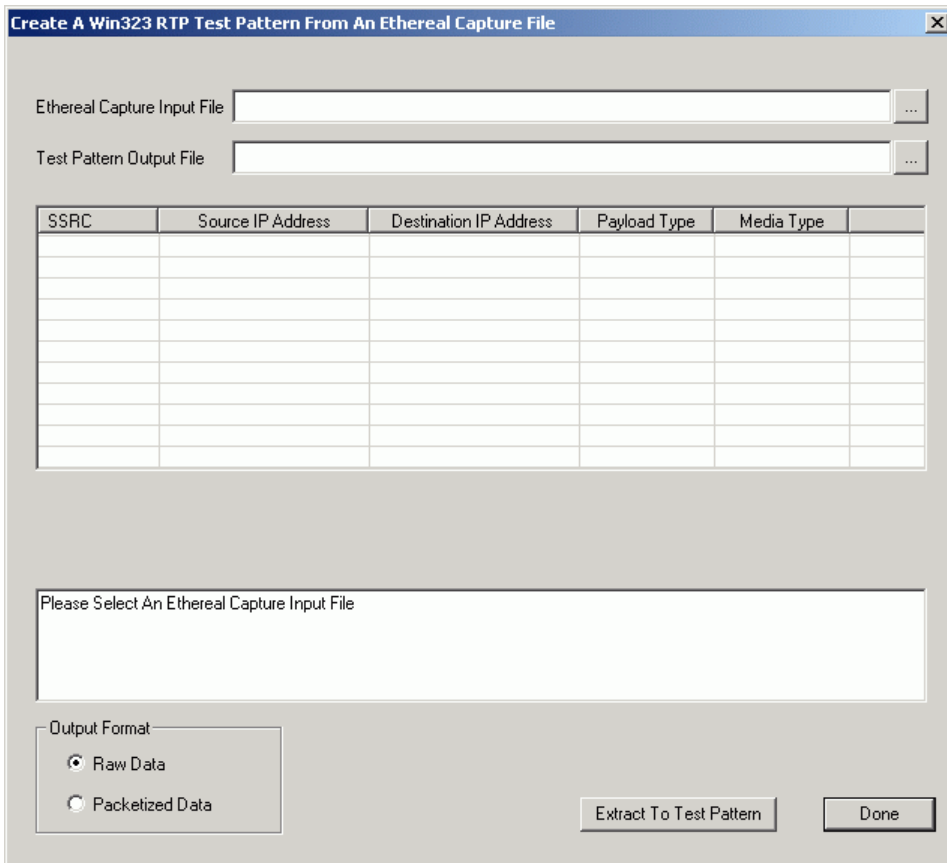 Create A Win323 RTP Test Pattern From An Ethereal Capture File
Ethereal Capture Input File ...
Test Pattern Output File ...
SSRC Source IP Address Destination IP Address Payload Type Media Type
Please Select An Ethereal Capture Input File
Output Format
Raw Data
Packetized Data
Extract To Test Pattern Done